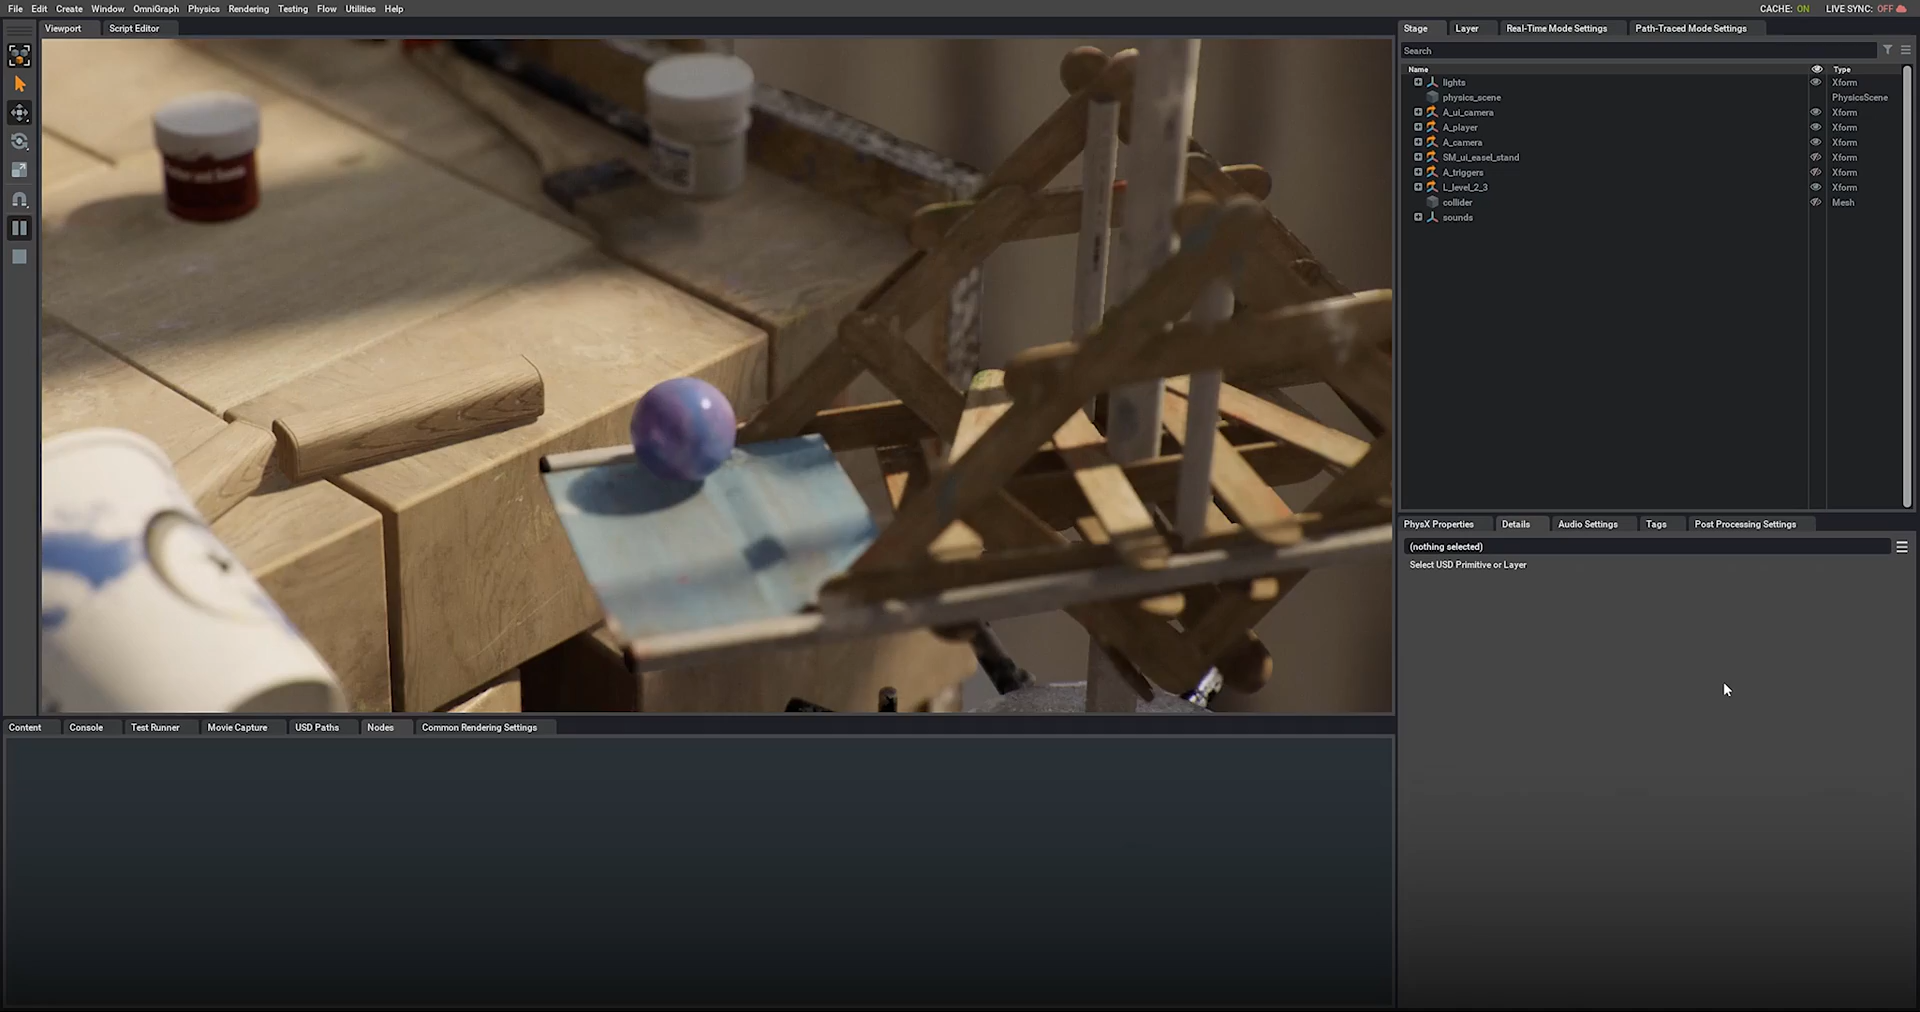 File Edit Create Window OmniGraph Physics Rendering Testing Flow Utilities Help
CACHE: ON LIVE SYNC: OFF
Viewport Script Editor
Stage Layer Real-Time Mode Settings Path-Traced Mode Settings
Search
Name Type
lights Xform
physics_scene PhysicsScene
A_ui_camera Xform
A_player Xform
A_camera Xform
SM_ui_easel_stand Xform
A_triggers Xform
L_level_2_3 Xform
collider Mesh
sounds
PhysX Properties Details Audio Settings Tags Post Processing Settings
(nothing selected)
Select USD Primitive or Layer
Content Console Test Runner Movie Capture USD Paths Nodes Common Rendering Settings